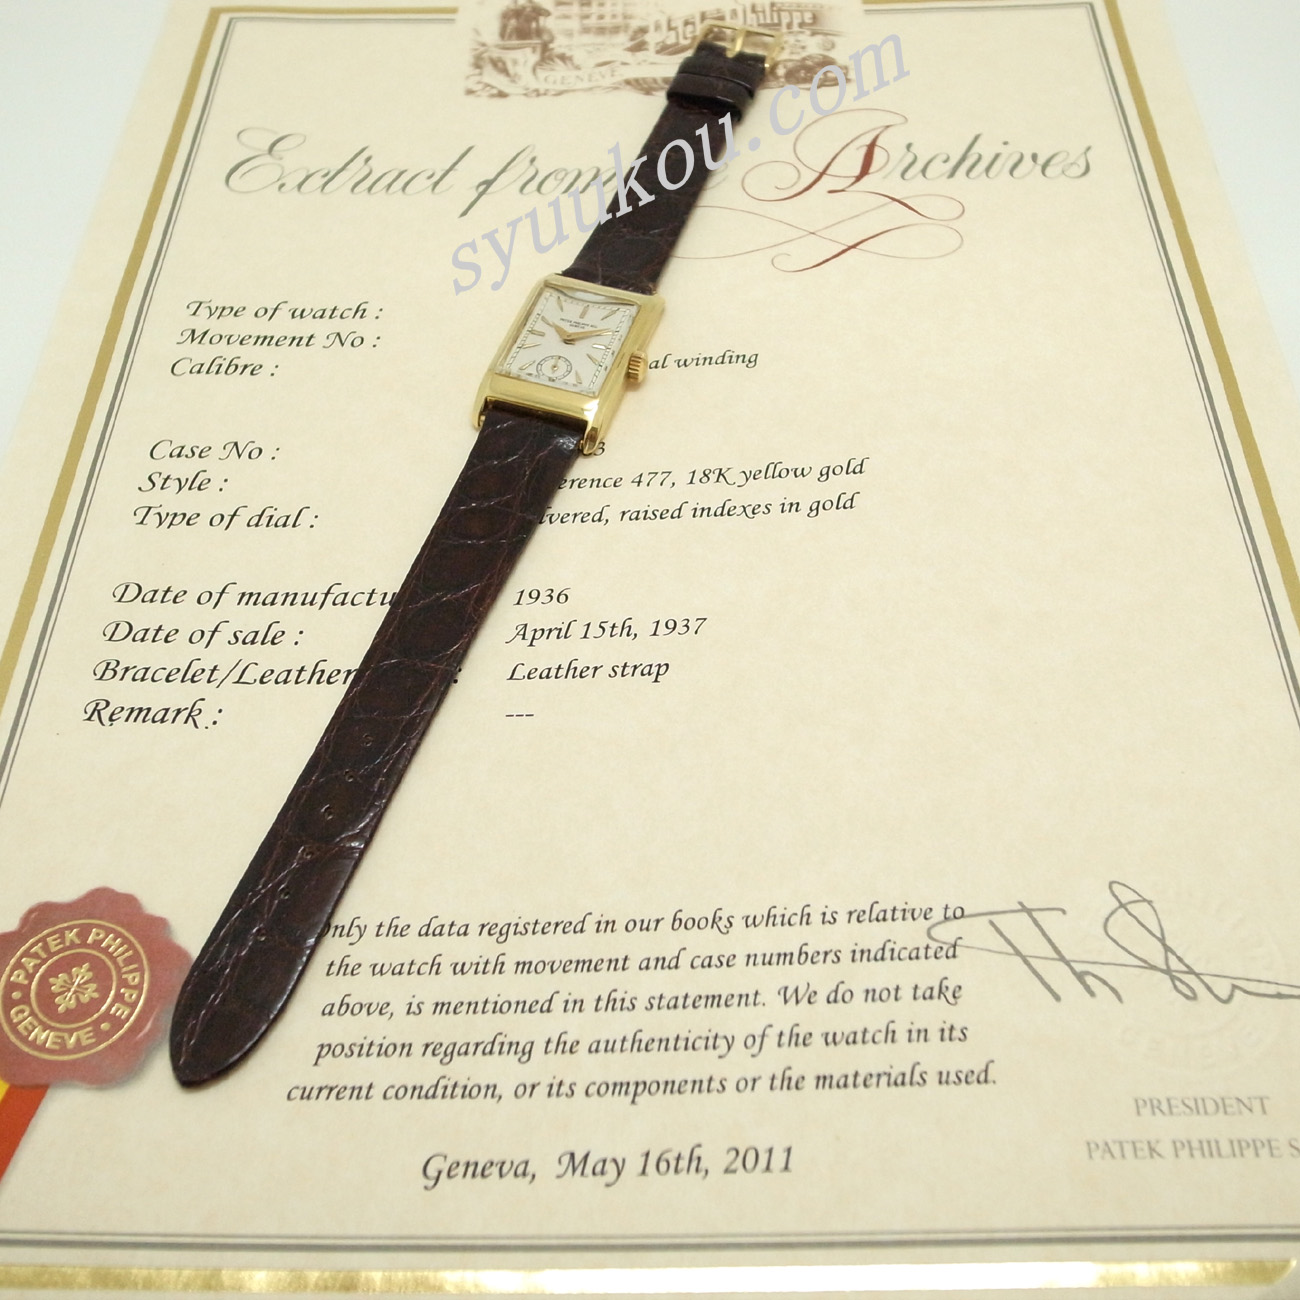 GENÈVE
Extract from Archives
syuukou.com
Type of watch :
Movement No :
Calibre : al winding
Case No : 3
Style : erence 477, 18K yellow gold
Type of dial : lvered, raised indexes in gold
Date of manufactu 1936
Date of sale : April 15th, 1937
Bracelet/Leather : Leather strap
Remark : ---
nly the data registered in our books which is relative to
the watch with movement and case numbers indicated
above, is mentioned in this statement. We do not take
position regarding the authenticity of the watch in its
current condition, or its components or the materials used.
PATEK PHILIPPE
GENEVE
Geneva, May 16th, 2011
PRESIDENT
PATEK PHILIPPE S